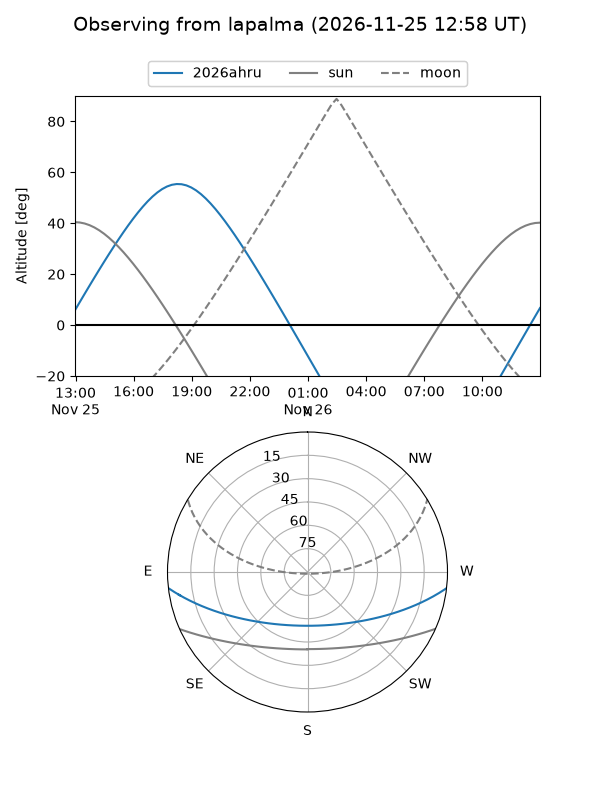 Observing from lapalma (2026-11-25 12:58 UT)
2026ahru sun moon
Altitude [deg]
80
60
40
20
0
−20
13:00 16:00 19:00 22:00 01:00 04:00 07:00 10:00
Nov 25 Nov 26
N
NE NW
15
30
45
60
75
E W
SE SW
S